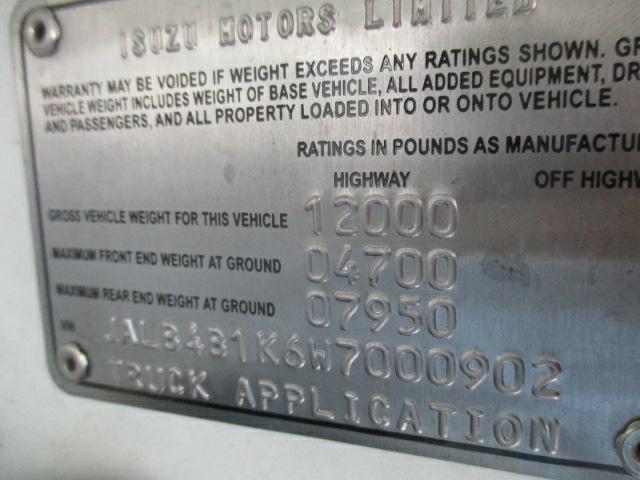 ISUZU MOTORS LIMITED
WARRANTY MAY BE VOIDED IF WEIGHT EXCEEDS ANY RATINGS SHOWN.
VEHICLE WEIGHT INCLUDES WEIGHT OF BASE VEHICLE, ALL ADDED EQUIPMENT,
AND PASSENGERS, AND ALL PROPERTY LOADED INTO OR ONTO VEHICLE.
RATINGS IN POUNDS AS
HIGHWAY OFF
GROSS VEHICLE WEIGHT FOR THIS VEHICLE 12000
MAXIMUM FRONT END WEIGHT AT GROUND 04700
MAXIMUM REAR END WEIGHT AT GROUND 07950
VIN JALB4B1K6W7000902
TRUCK APPLICATION